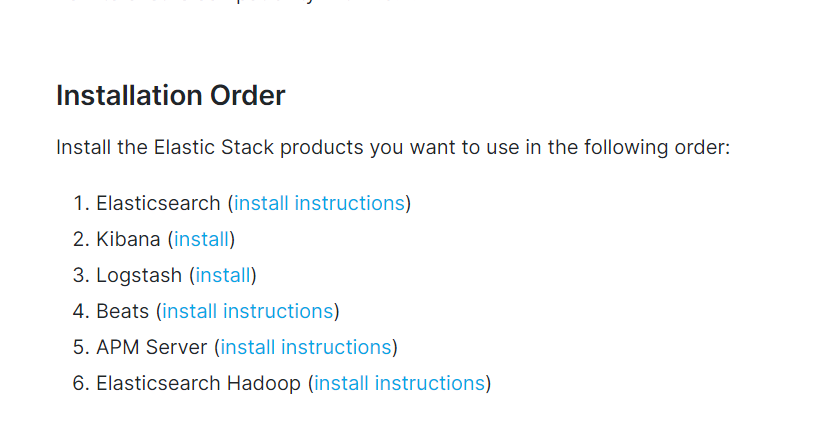 Installation Order
Install the Elastic Stack products you want to use in the following order:
1. Elasticsearch (install instructions)
2. Kibana (install)
3. Logstash (install)
4. Beats (install instructions)
5. APM Server (install instructions)
6. Elasticsearch Hadoop (install instructions)